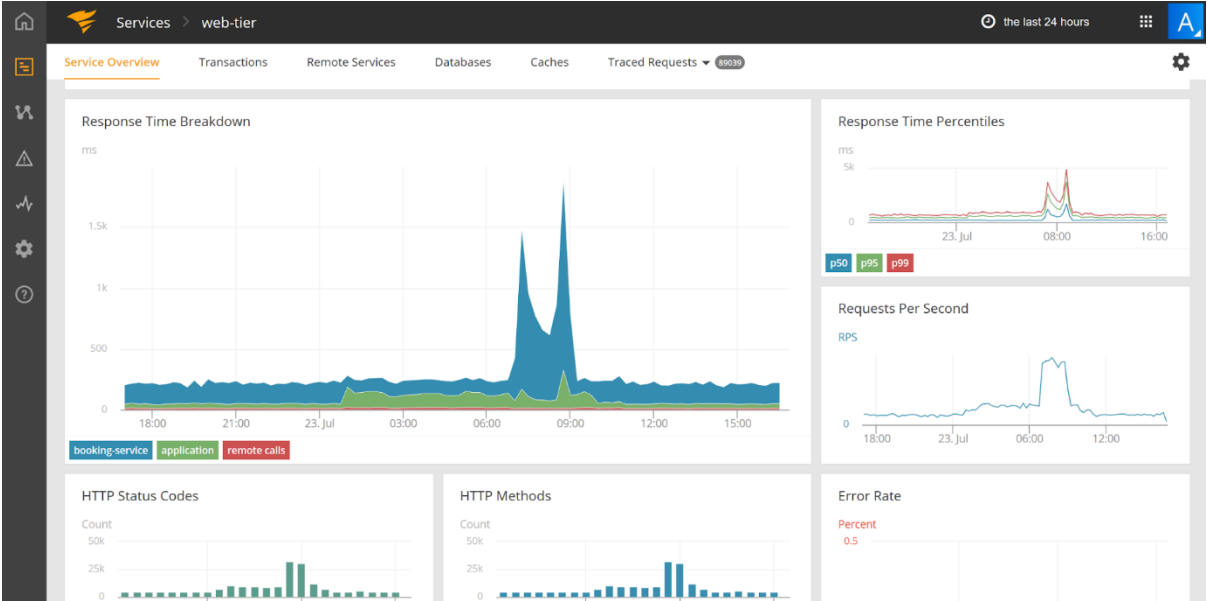 Services > web-tier
the last 24 hours
A
Service Overview Transactions Remote Services Databases Caches Traced Requests 89039
Response Time Breakdown
ms
1.5k
1k
500
0
18:00 21:00 23. Jul 03:00 06:00 09:00 12:00 15:00
booking-service application remote calls
Response Time Percentiles
ms
5k
0
23. Jul 08:00 16:00
p50 p95 p99
Requests Per Second
RPS
0
18:00 23. Jul 06:00 12:00
HTTP Status Codes
Count
50k
25k
0
HTTP Methods
Count
50k
25k
0
Error Rate
Percent
0.5